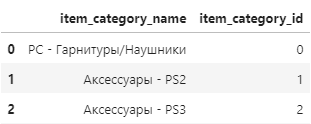 item_category_name item_category_id
0 PC - Гарнитуры/Наушники 0
1 Аксессуары - PS2 1
2 Аксессуары - PS3 2